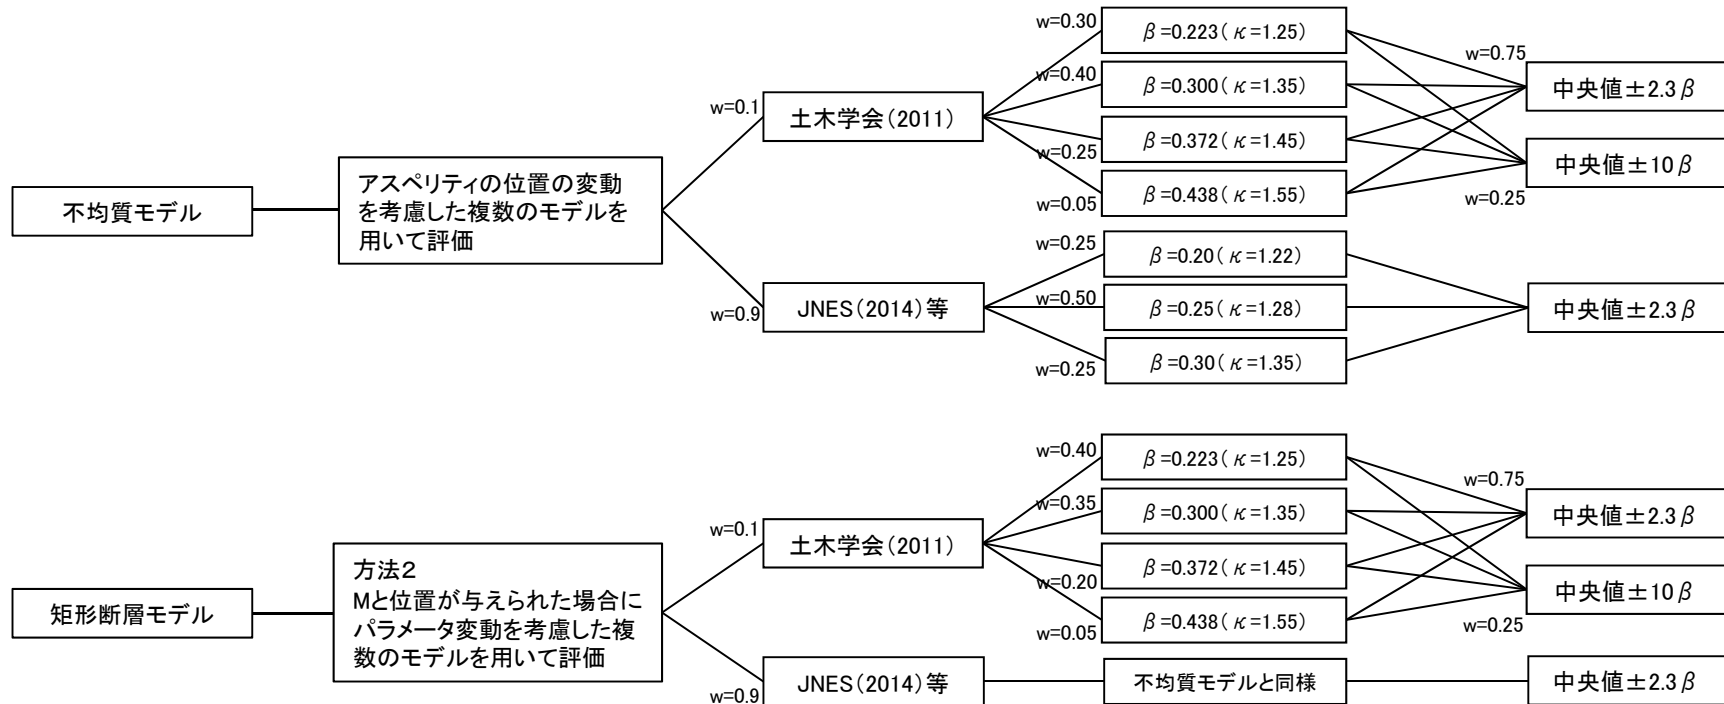 不均質モデル
アスペリティの位置の変動
を考慮した複数のモデルを
用いて評価
w=0.1
土木学会(2011)
w=0.30
β=0.223(κ=1.25)
w=0.40
β=0.300(κ=1.35)
w=0.25
β=0.372(κ=1.45)
w=0.05
β=0.438(κ=1.55)
w=0.75
中央値±2.3β
中央値±10β
w=0.25
w=0.9
JNES(2014)等
w=0.25
β=0.20(κ=1.22)
w=0.50
β=0.25(κ=1.28)
w=0.25
β=0.30(κ=1.35)
中央値±2.3β
矩形断層モデル
方法2
Mと位置が与えられた場合に
パラメータ変動を考慮した複
数のモデルを用いて評価
w=0.1
土木学会(2011)
w=0.40
β=0.223(κ=1.25)
w=0.35
β=0.300(κ=1.35)
w=0.20
β=0.372(κ=1.45)
w=0.05
β=0.438(κ=1.55)
w=0.75
中央値±2.3β
中央値±10β
w=0.25
w=0.9
JNES(2014)等
不均質モデルと同様
中央値±2.3β